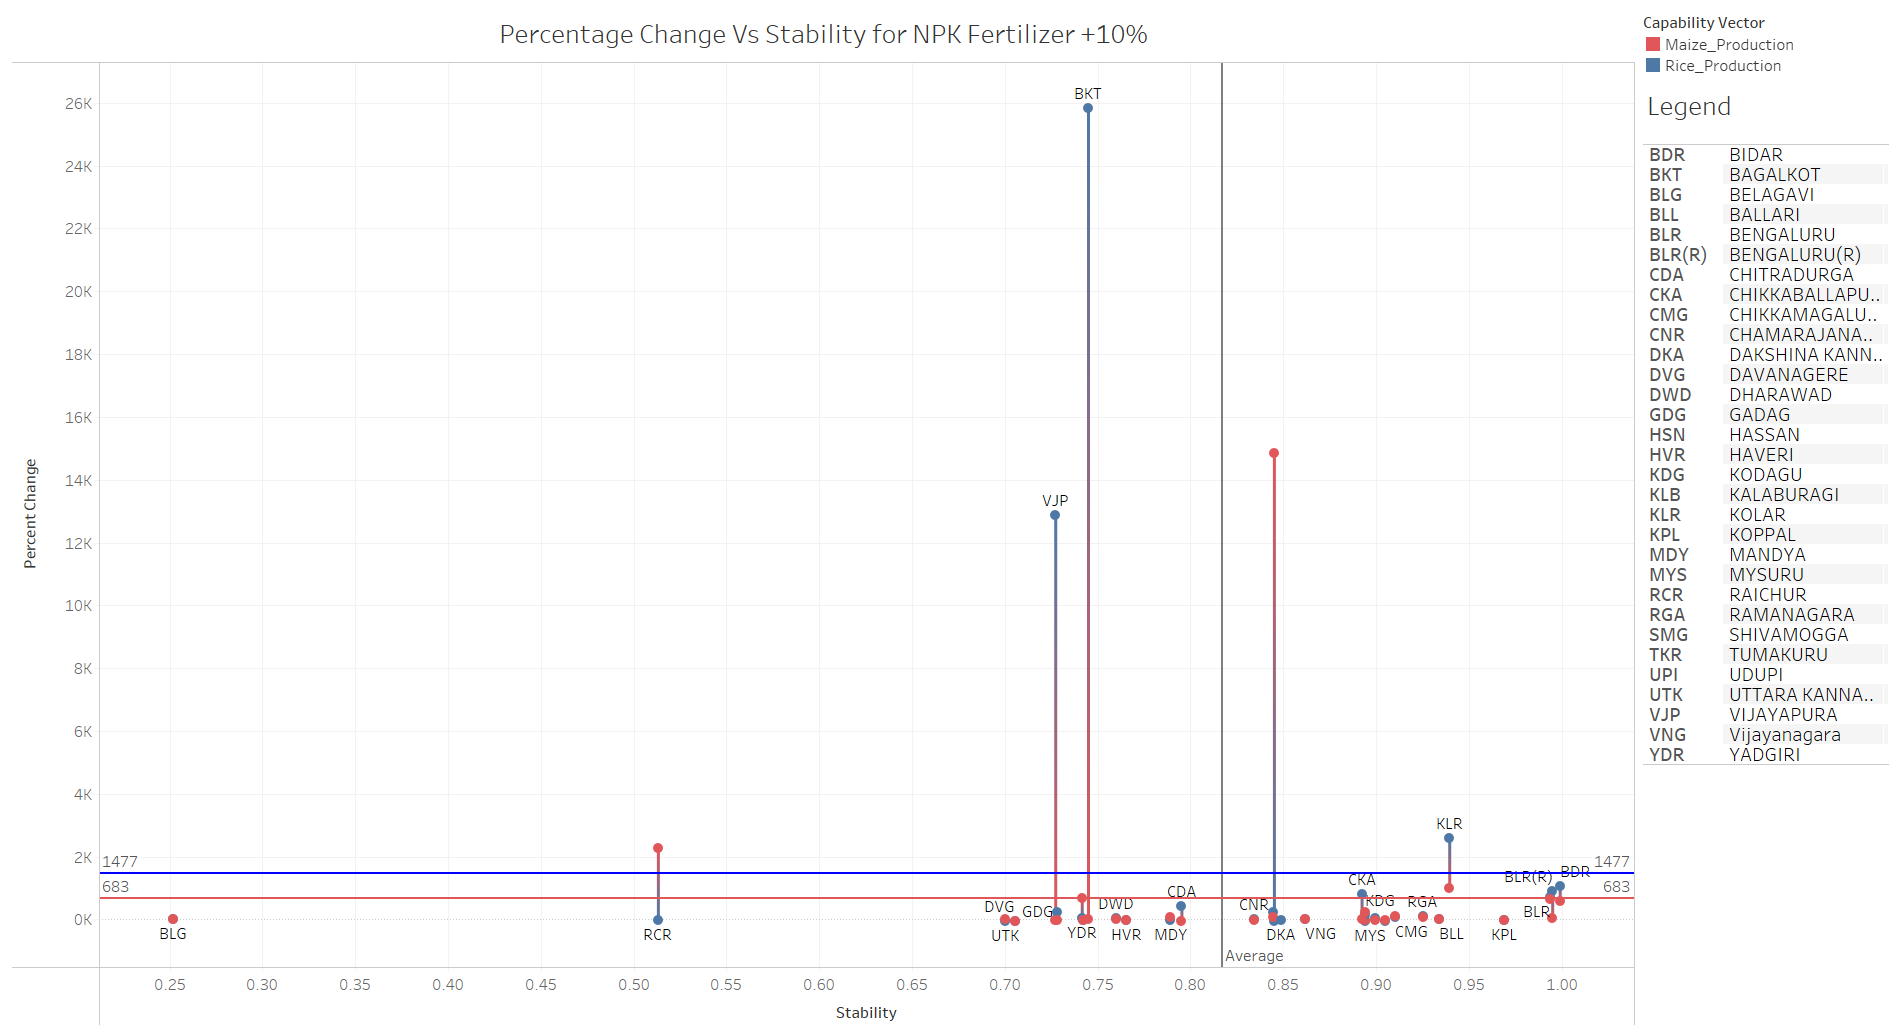 Percentage Change Vs Stability for NPK Fertilizer +10%
Capability Vector
Maize_Production
Rice_Production
Legend
BDR BIDAR
BKT BAGALKOT
BLG BELAGAVI
BLL BALLARI
BLR BENGALURU
BLR(R) BENGALURU(R)
CDA CHITRADURGA
CKA CHIKKABALLAPU..
CMG CHIKKAMAGALU..
CNR CHAMARAJANA..
DKA DAKSHINA KANN..
DVG DAVANAGERE
DWD DHARAWAD
GDG GADAG
HSN HASSAN
HVR HAVERI
KDG KODAGU
KLB KALABURAGI
KLR KOLAR
KPL KOPPAL
MDY MANDYA
MYS MYSURU
RCR RAICHUR
RGA RAMANAGARA
SMG SHIVAMOGGA
TKR TUMAKURU
UPI UDUPI
UTK UTTARA KANNA..
VJP VIJAYAPURA
VNG Vijayanagara
YDR YADGIRI
Percent Change
26K
24K
22K
20K
18K
16K
14K
12K
10K
8K
6K
4K
2K
0K
BKT
VJP
KLR
1477
1477
683
683
BLR(R)
BDR
CKA
CDA
KDG
RGA
DWD
CNR
DVG
GDG
BLR
BLG
RCR
UTK
YDR
HVR
MDY
DKA
VNG
MYS
CMG
BLL
KPL
Average
0.25
0.30
0.35
0.40
0.45
0.50
0.55
0.60
0.65
0.70
0.75
0.80
0.85
0.90
0.95
1.00
Stability